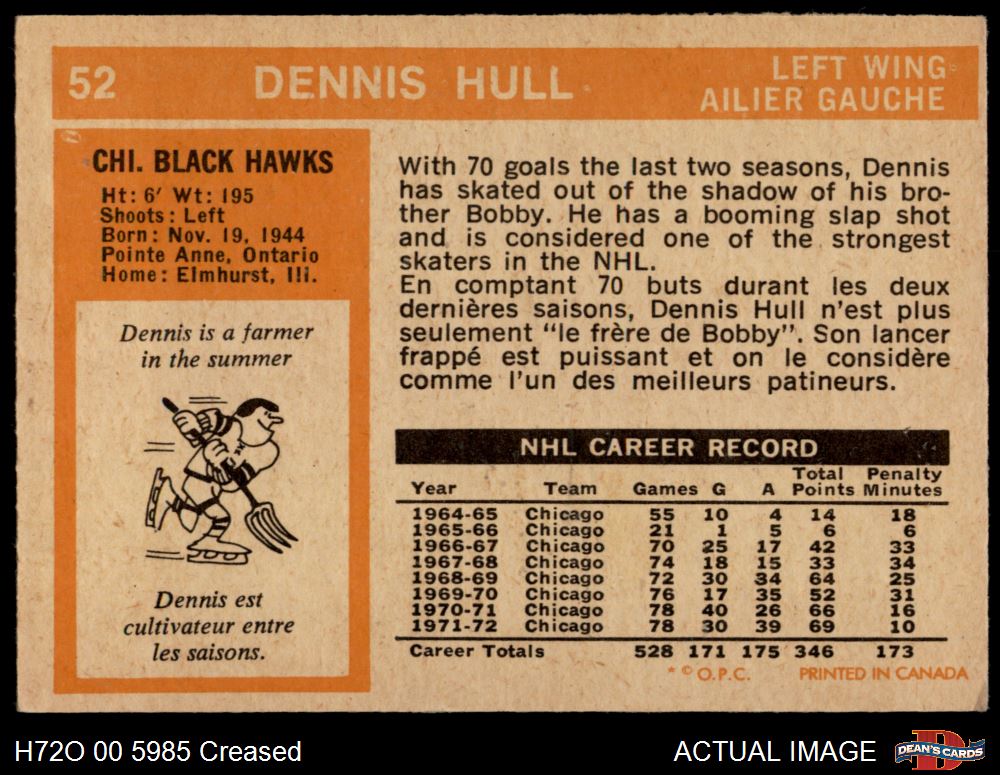 52 DENNIS HULL LEFT WING
AILIER GAUCHE
CHI. BLACK HAWKS
Ht: 6′ Wt: 195
Shoots: Left
Born: Nov. 19, 1944
Pointe Anne, Ontario
Home: Elmhurst, Ill.
Dennis is a farmer
in the summer
Dennis est
cultivateur entre
les saisons.
With 70 goals the last two seasons, Dennis
has skated out of the shadow of his bro-
ther Bobby. He has a booming slap shot
and is considered one of the strongest
skaters in the NHL.
En comptant 70 buts durant les deux
dernières saisons, Dennis Hull n'est plus
seulement "le frère de Bobby". Son lancer
frappé est puissant et on le considère
comme l'un des meilleurs patineurs.
NHL CAREER RECORD
Year Team Games G A Total Points Penalty Minutes
1964-65 Chicago 55 10 4 14 18
1965-66 Chicago 21 1 5 6 6
1966-67 Chicago 70 25 17 42 33
1967-68 Chicago 74 18 15 33 34
1968-69 Chicago 72 30 34 64 25
1969-70 Chicago 76 17 35 52 31
1970-71 Chicago 78 40 26 66 16
1971-72 Chicago 78 30 39 69 10
Career Totals 528 171 175 346 173
* © O.P.C. PRINTED IN CANADA
H72O 00 5985 Creased ACTUAL IMAGE DEAN'S CARDS